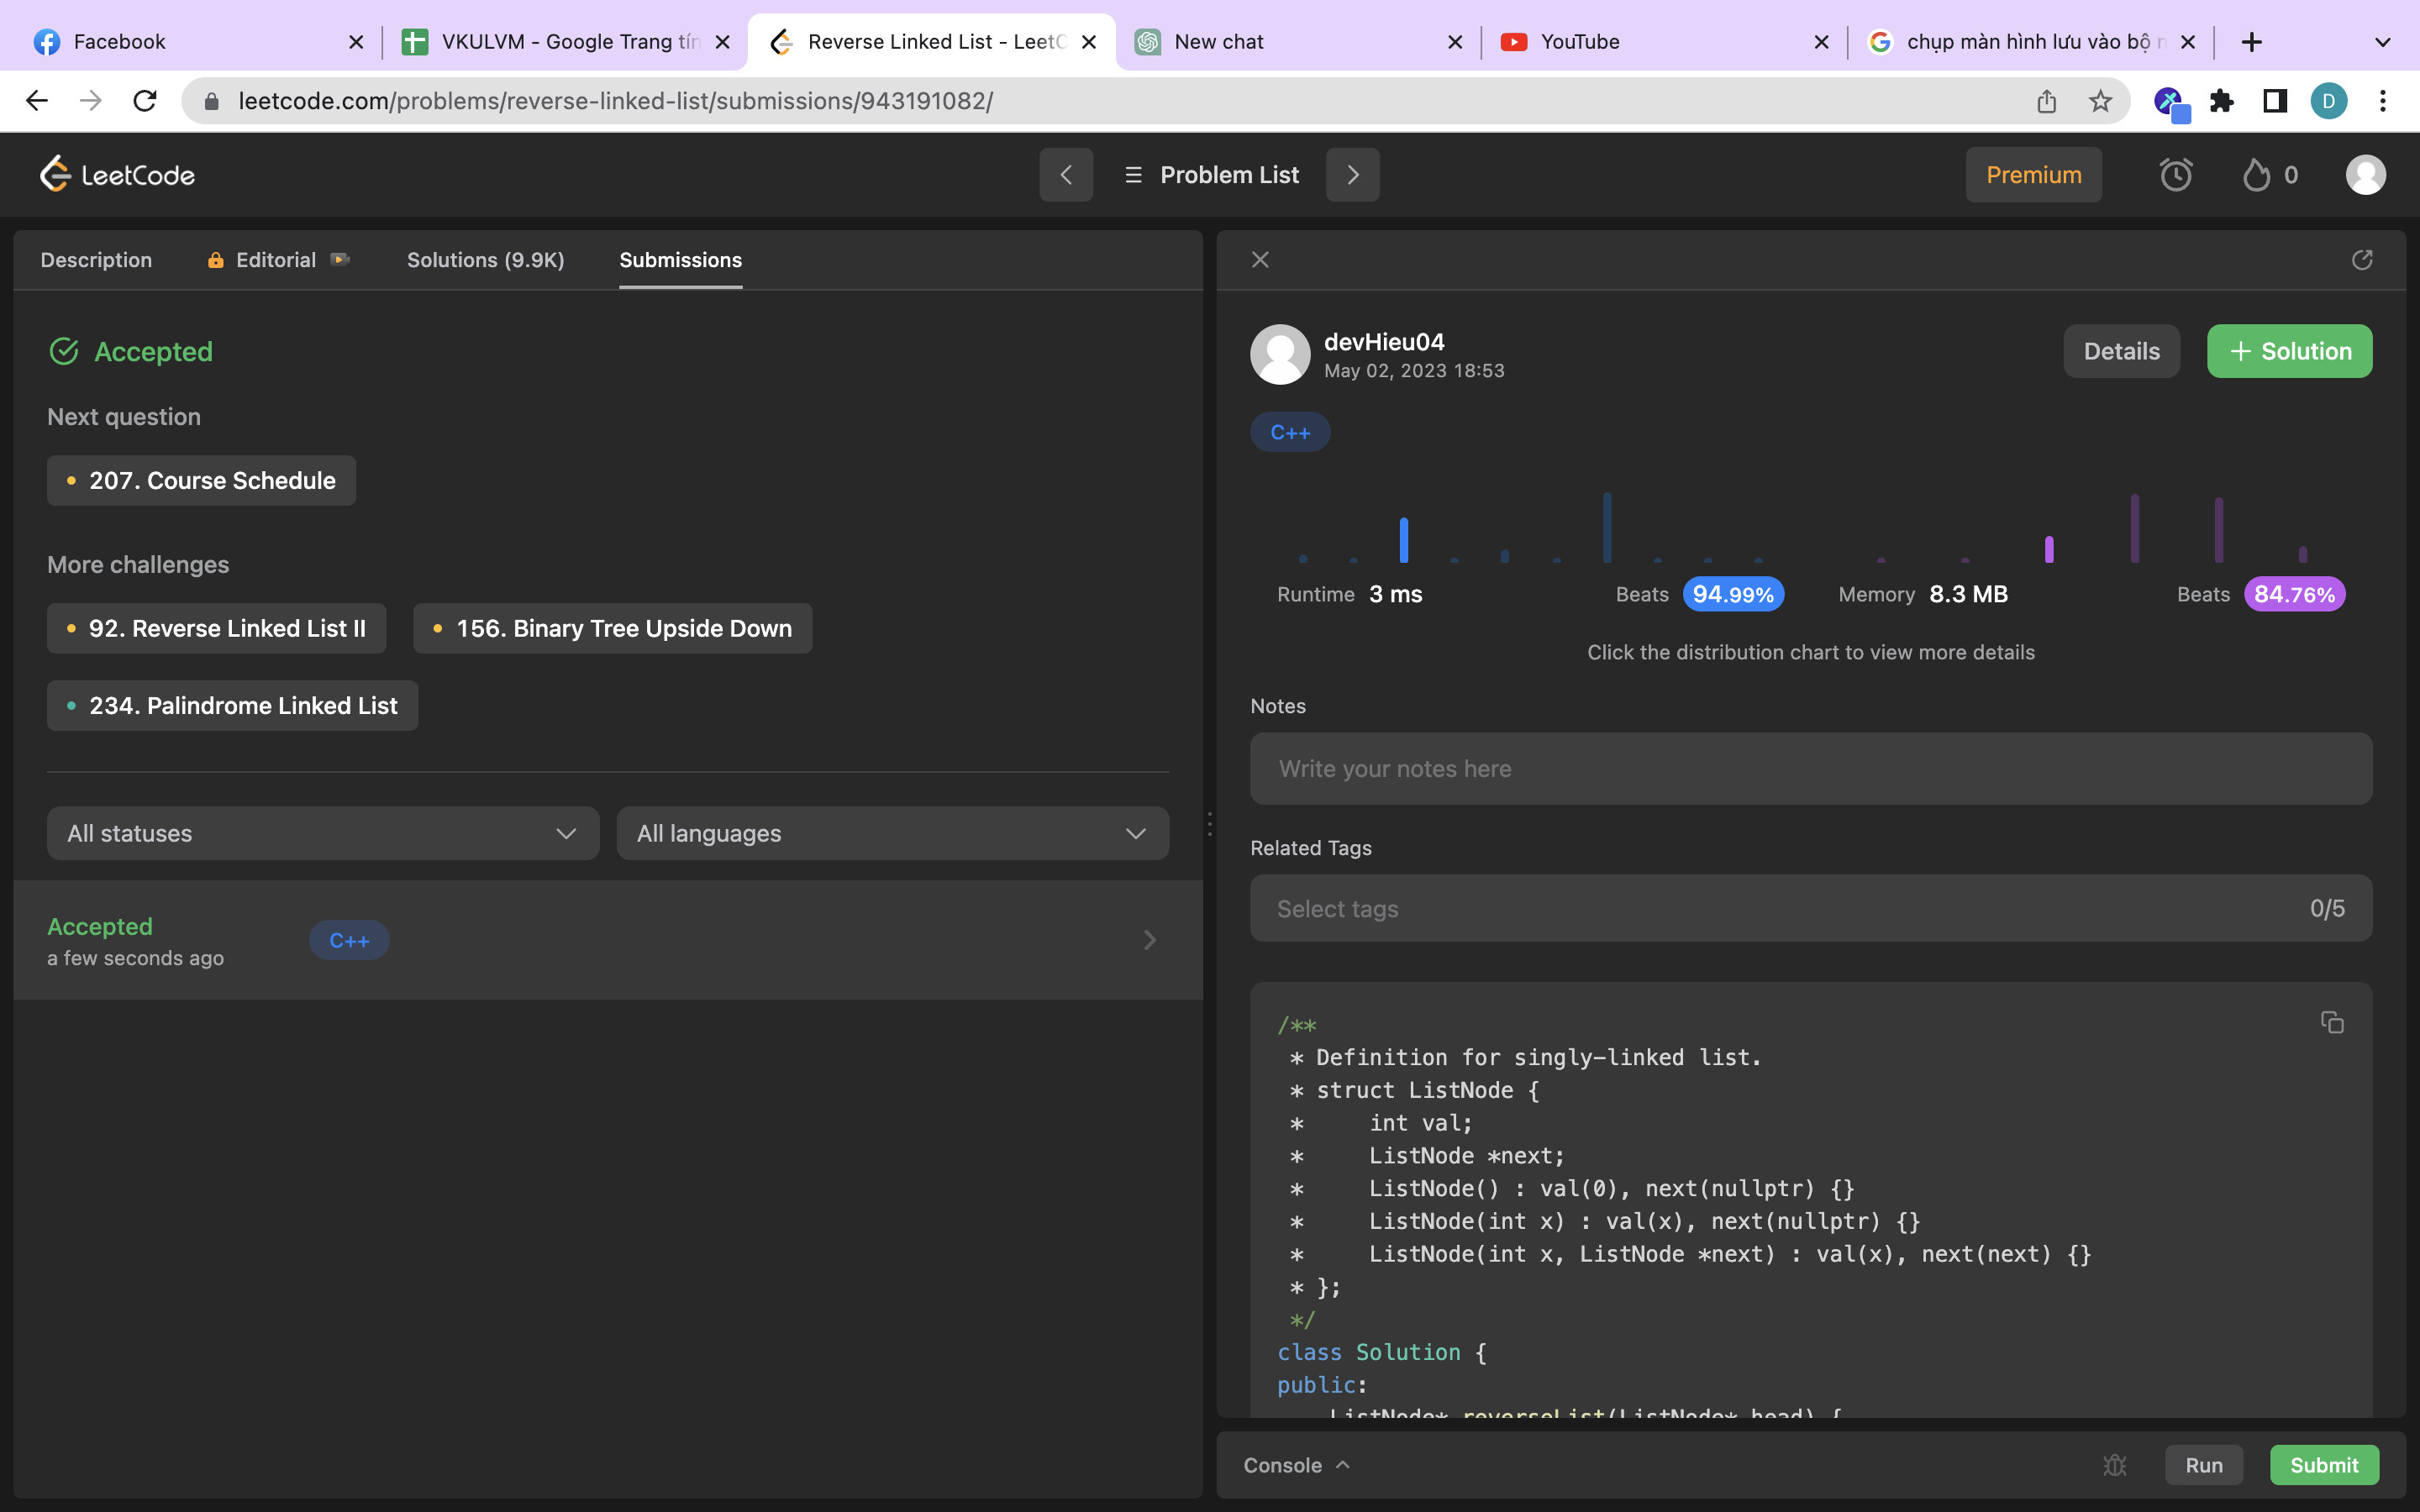 Facebook
VKULVM - Google Trang tín
Reverse Linked List - LeetC
New chat
YouTube
chụp màn hình lưu vào bộ n
leetcode.com/problems/reverse-linked-list/submissions/943191082/
D
LeetCode
Problem List
Premium
0
Description
Editorial
Solutions (9.9K)
Submissions
Accepted
Next question
207. Course Schedule
More challenges
92. Reverse Linked List II
156. Binary Tree Upside Down
234. Palindrome Linked List
All statuses
All languages
Accepted
a few seconds ago
C++
devHieu04
May 02, 2023 18:53
Details
+ Solution
C++
Runtime 3 ms
Beats 94.99%
Memory 8.3 MB
Beats 84.76%
Click the distribution chart to view more details
Notes
Write your notes here
Related Tags
Select tags
0/5
/**
 * Definition for singly-linked list.
 * struct ListNode {
 *     int val;
 *     ListNode *next;
 *     ListNode() : val(0), next(nullptr) {}
 *     ListNode(int x) : val(x), next(nullptr) {}
 *     ListNode(int x, ListNode *next) : val(x), next(next) {}
 * };
 */
class Solution {
public:
    ListNode* reverseList(ListNode* head) {
Console
Run
Submit